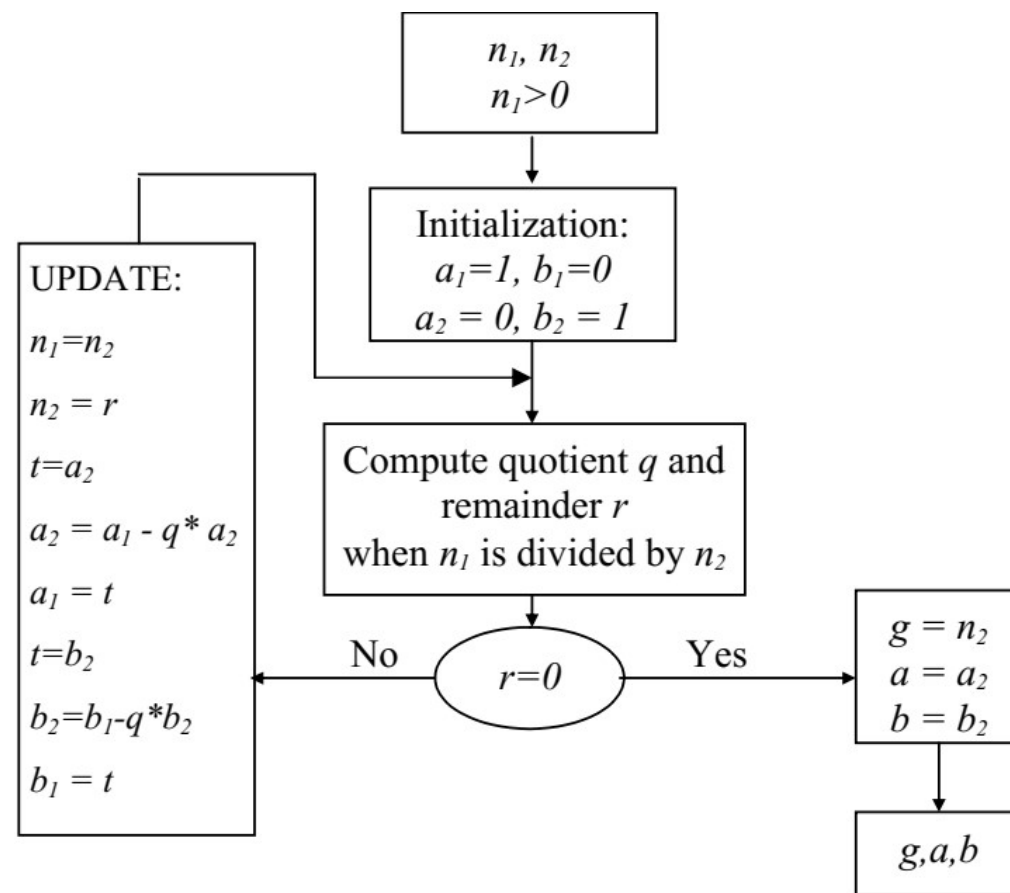 n₁, n₂
n₁>0
Initialization:
a₁=1, b₁=0
a₂ = 0, b₂ = 1
UPDATE:
n₁=n₂
n₂ = r
t=a₂
a₂ = a₁ - q* a₂
a₁ = t
t=b₂
b₂=b₁-q*b₂
b₁ = t
Compute quotient q and
remainder r
when n₁ is divided by n₂
No
r=0
Yes
g = n₂
a = a₂
b = b₂
g,a,b